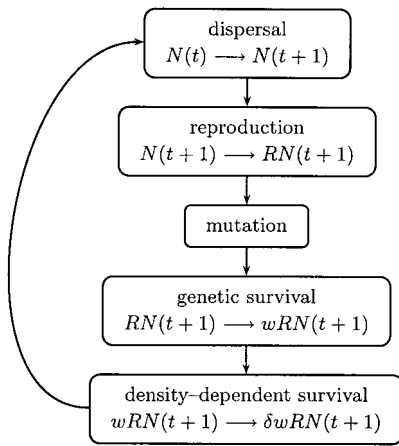 dispersal
N(t) ⟶ N(t + 1)
reproduction
N(t + 1) ⟶ RN(t + 1)
mutation
genetic survival
RN(t + 1) ⟶ wRN(t + 1)
density–dependent survival
wRN(t + 1) ⟶ δwRN(t + 1)